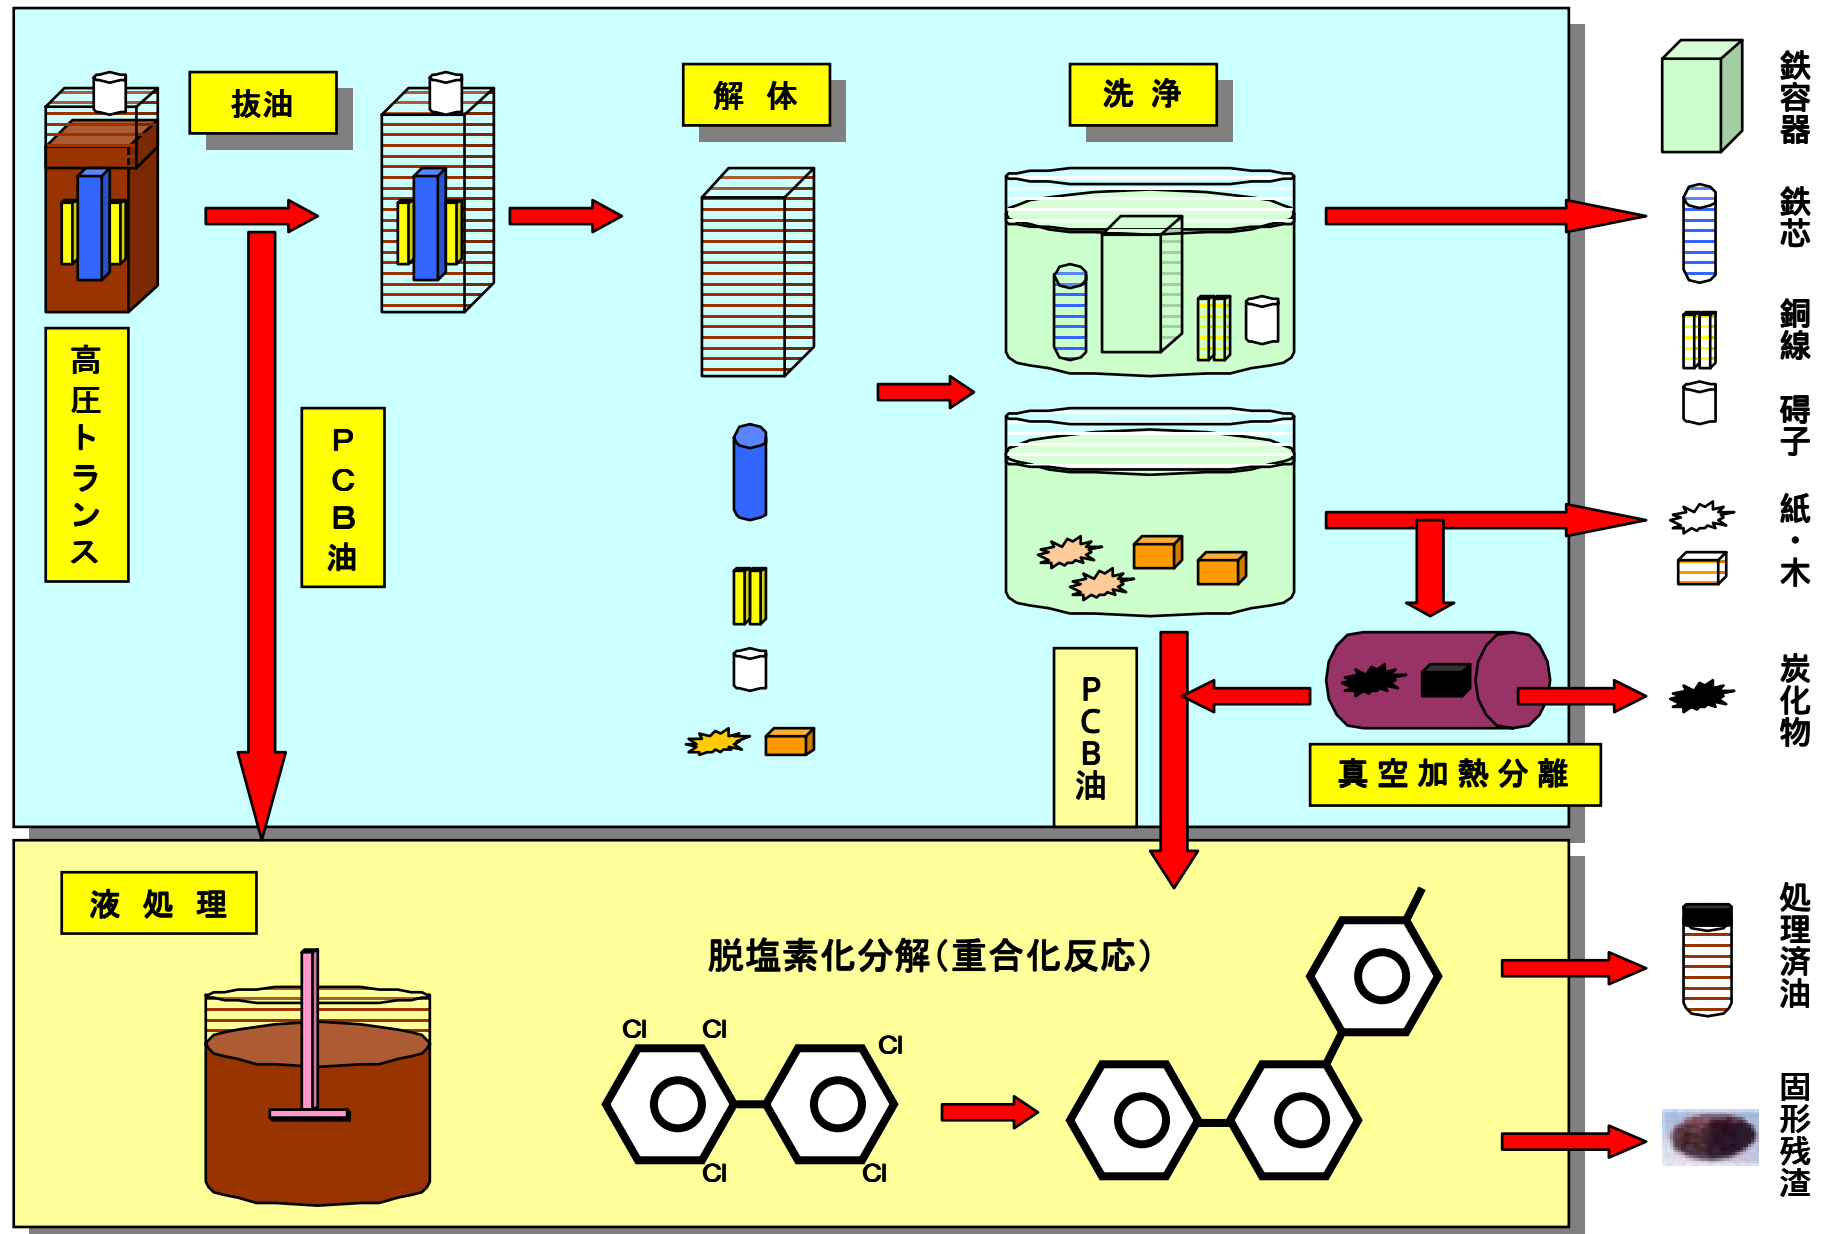 抜油
解 体
洗 浄
鉄容器
鉄芯
銅線
碍子
高圧トランス
PCB油
紙・木
炭化物
PCB油
真空加熱分離
液 処 理
脱塩素化分解(重合化反応)
処理済油
Cl
Cl
Cl
Cl
Cl
固形残渣